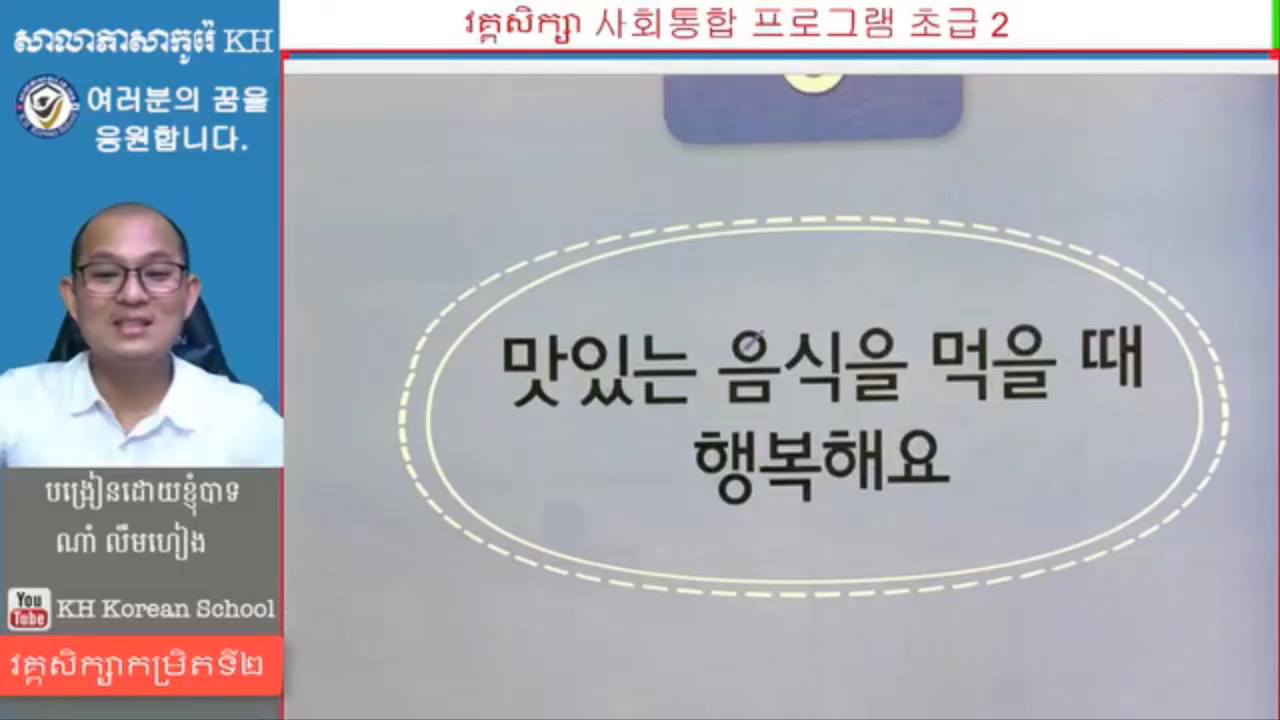 វគ្គសិក្សា 사회통합 프로그램 초급 2
សាលាភាសាកូរ៉េ KH
여러분의 꿈을
응원합니다.
맛있는 음식을 먹을 때
행복해요
បង្រៀនដោយខ្ញុំបាទ
ណាំ លឹមហៀង
You
Tube
KH Korean School
វគ្គសិក្សាកម្រិតទី២